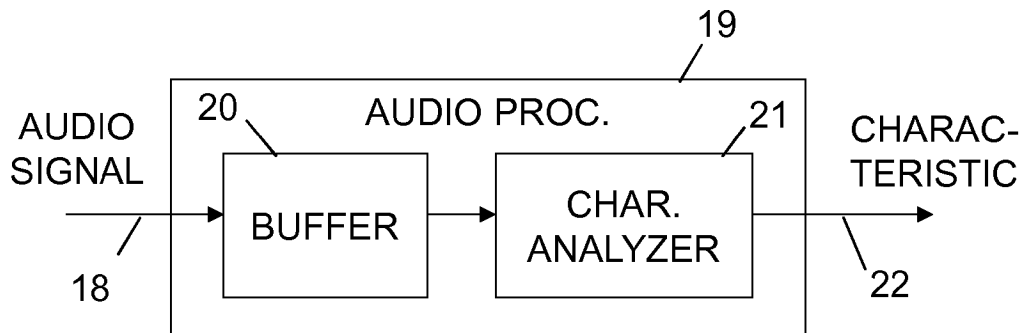 19
AUDIO PROC.
20
21
AUDIO
SIGNAL
CHARAC-
TERISTIC
BUFFER
CHAR.
ANALYZER
18
22